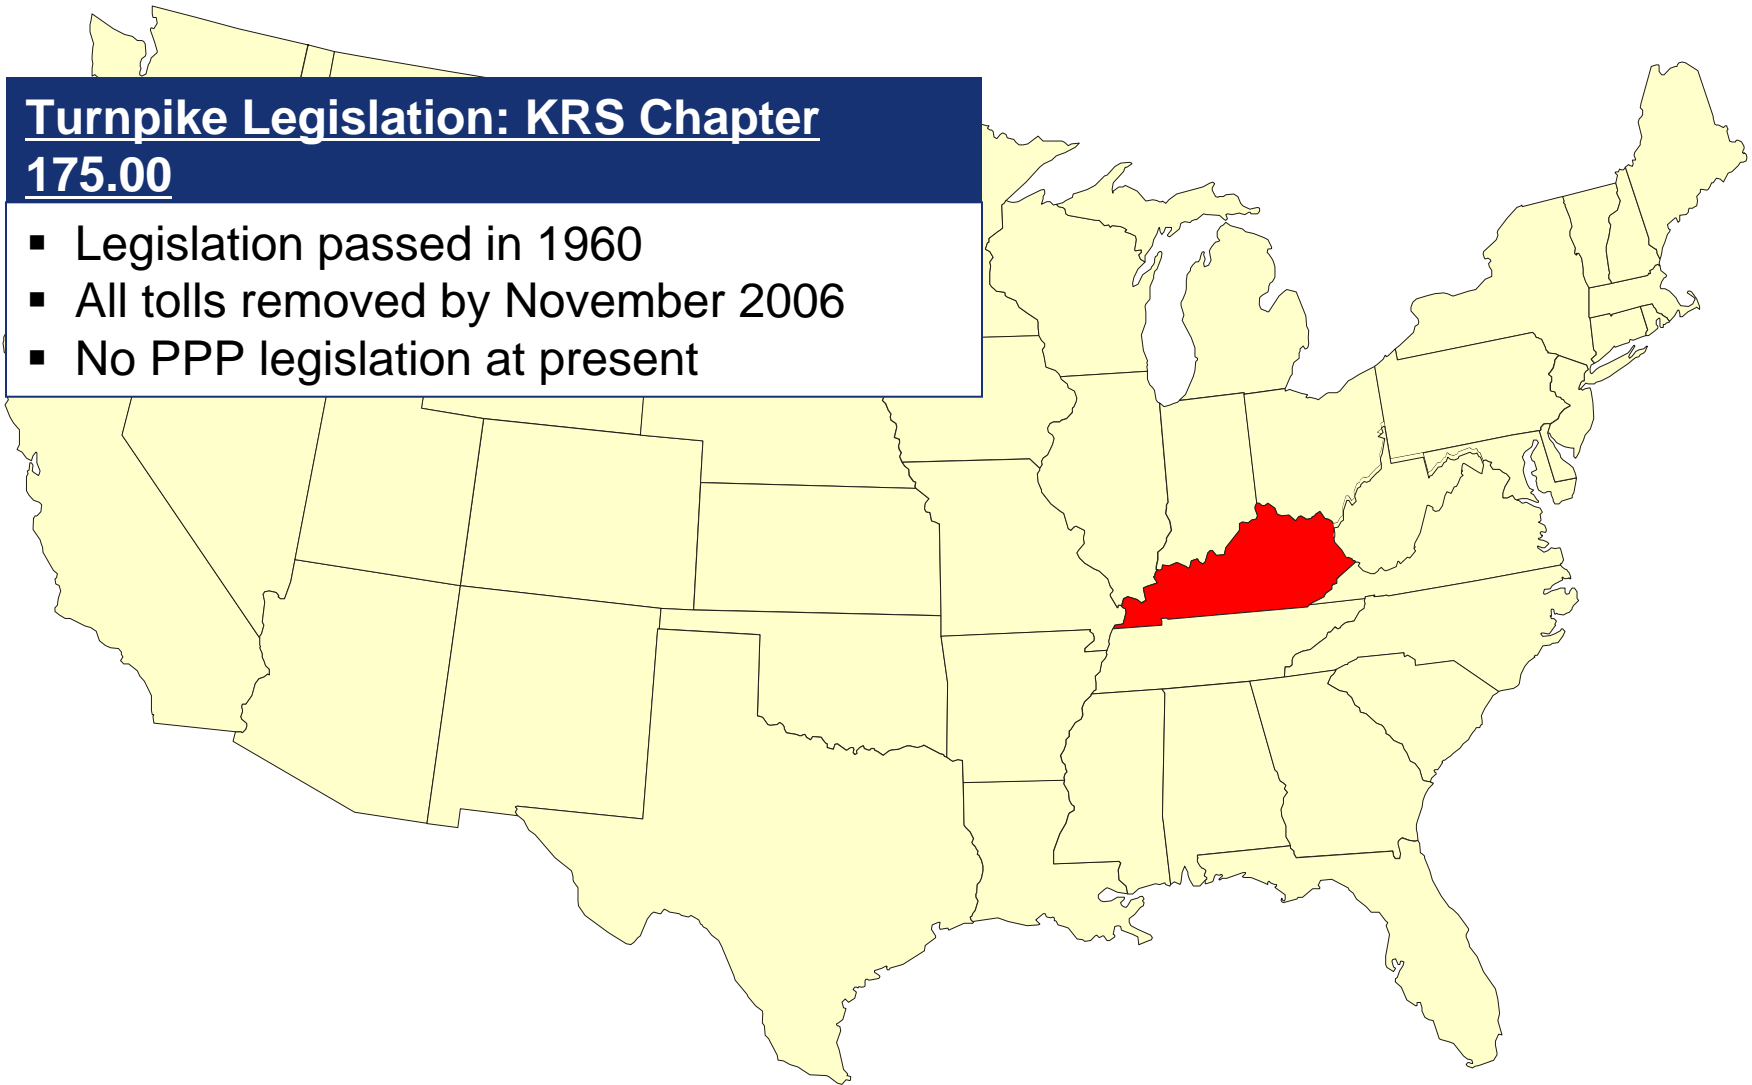 Turnpike Legislation: KRS Chapter
175.00
▪ Legislation passed in 1960
▪ All tolls removed by November 2006
▪ No PPP legislation at present